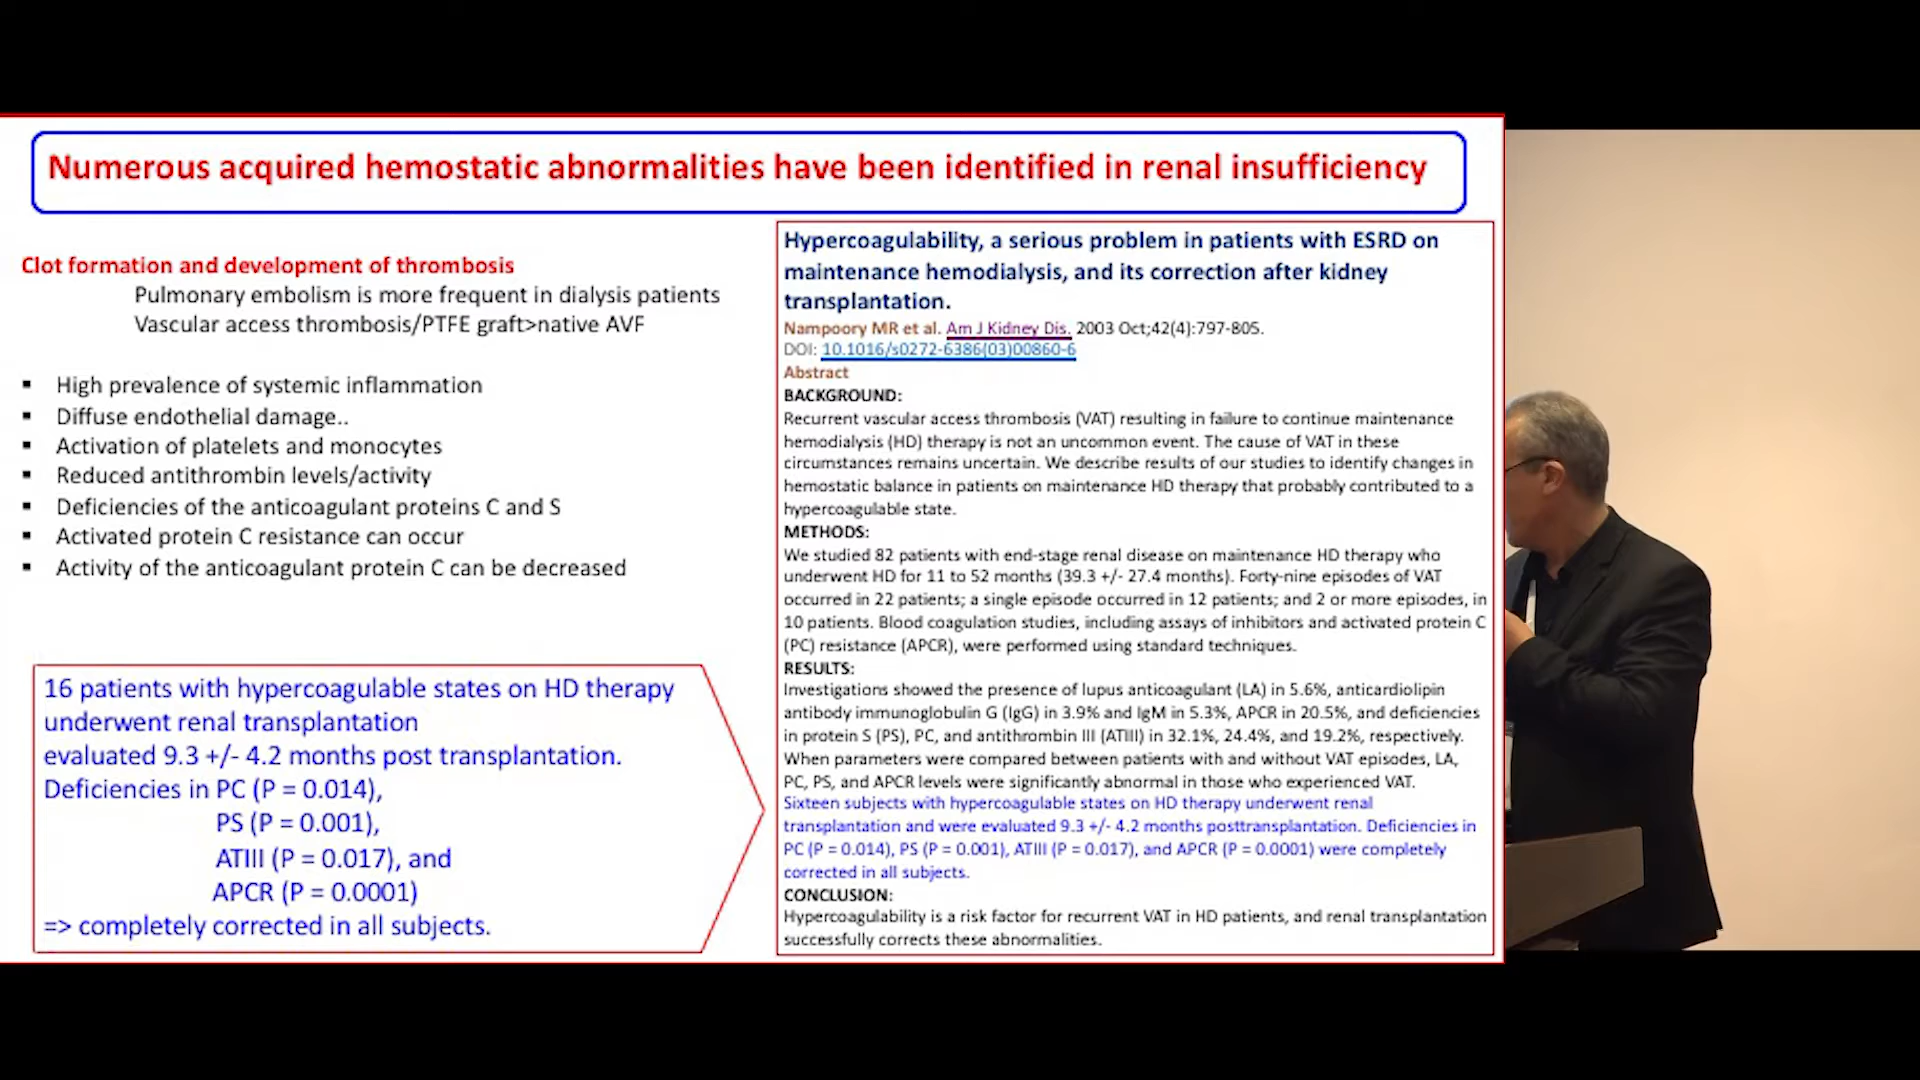 Numerous acquired hemostatic abnormalities have been identified in renal insufficiency
Clot formation and development of thrombosis
Pulmonary embolism is more frequent in dialysis patients
Vascular access thrombosis/PTFE graft>native AVF
▪ High prevalence of systemic inflammation
▪ Diffuse endothelial damage..
▪ Activation of platelets and monocytes
▪ Reduced antithrombin levels/activity
▪ Deficiencies of the anticoagulant proteins C and S
▪ Activated protein C resistance can occur
▪ Activity of the anticoagulant protein C can be decreased
16 patients with hypercoagulable states on HD therapy
underwent renal transplantation
evaluated 9.3 +/- 4.2 months post transplantation.
Deficiencies in PC (P = 0.014),
PS (P = 0.001),
ATIII (P = 0.017), and
APCR (P = 0.0001)
=> completely corrected in all subjects.
Hypercoagulability, a serious problem in patients with ESRD on
maintenance hemodialysis, and its correction after kidney
transplantation.
Nampoory MR et al. Am J Kidney Dis. 2003 Oct;42(4):797-805.
DOI: 10.1016/s0272-6386(03)00860-6
Abstract
BACKGROUND:
Recurrent vascular access thrombosis (VAT) resulting in failure to continue maintenance
hemodialysis (HD) therapy is not an uncommon event. The cause of VAT in these
circumstances remains uncertain. We describe results of our studies to identify changes in
hemostatic balance in patients on maintenance HD therapy that probably contributed to a
hypercoagulable state.
METHODS:
We studied 82 patients with end-stage renal disease on maintenance HD therapy who
underwent HD for 11 to 52 months (39.3 +/- 27.4 months). Forty-nine episodes of VAT
occurred in 22 patients; a single episode occurred in 12 patients; and 2 or more episodes, in
10 patients. Blood coagulation studies, including assays of inhibitors and activated protein C
(PC) resistance (APCR), were performed using standard techniques.
RESULTS:
Investigations showed the presence of lupus anticoagulant (LA) in 5.6%, anticardiolipin
antibody immunoglobulin G (IgG) in 3.9% and IgM in 5.3%, APCR in 20.5%, and deficiencies
in protein S (PS), PC, and antithrombin III (ATIII) in 32.1%, 24.4%, and 19.2%, respectively.
When parameters were compared between patients with and without VAT episodes, LA,
PC, PS, and APCR levels were significantly abnormal in those who experienced VAT.
Sixteen subjects with hypercoagulable states on HD therapy underwent renal
transplantation and were evaluated 9.3 +/- 4.2 months posttransplantation. Deficiencies in
PC (P = 0.014), PS (P = 0.001), ATIII (P = 0.017), and APCR (P = 0.0001) were completely
corrected in all subjects.
CONCLUSION:
Hypercoagulability is a risk factor for recurrent VAT in HD patients, and renal transplantation
successfully corrects these abnormalities.